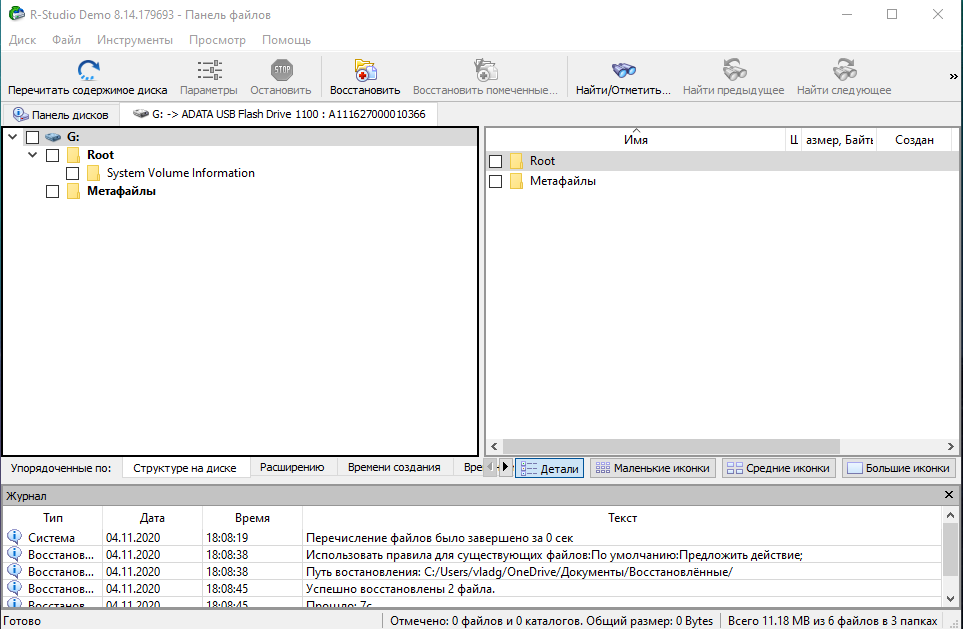 R-Studio Demo 8.14.179693 - Панель файлов
Диск Файл Инструменты Просмотр Помощь
Перечитать содержимое диска Параметры STOP Остановить Восстановить Восстановить помеченные... Найти/Отметить... Найти предыдущее Найти следующее »
Панель дисков G: -> ADATA USB Flash Drive 1100 : A111627000010366
G:
Root
System Volume Information
Метафайлы
Имя Ц азмер, Байть Создан
Root
Метафайлы
Упорядоченные по: Структуре на диске Расширению Времени создания Вре
Детали Маленькие иконки Средние иконки Большие иконки
Журнал
Тип Дата Время Текст
Система 04.11.2020 18:08:19 Перечисление файлов было завершено за 0 сек
Восстанов... 04.11.2020 18:08:38 Использовать правила для существующих файлов:По умолчанию:Предложить действие;
Восстанов... 04.11.2020 18:08:38 Путь востановления: C:/Users/vladg/OneDrive/Документы/Восстановлённые/
Восстанов... 04.11.2020 18:08:45 Успешно восстановлены 2 файла.
Восстанов... 04.11.2020 18:08:45 Прошло: 7с
Готово Отмечено: 0 файлов и 0 каталогов. Общий размер: 0 Bytes Всего 11.18 MB из 6 файлов в 3 папках